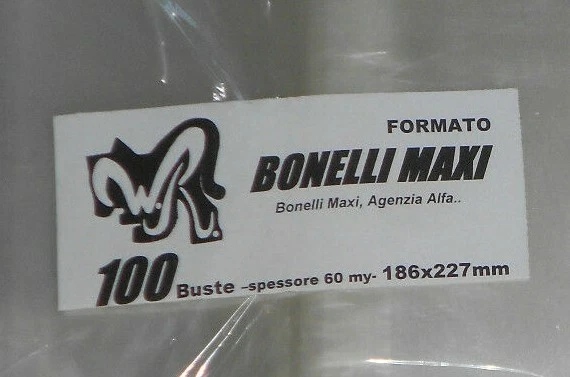 W.R.
FORMATO
BONELLI MAXI
Bonelli Maxi, Agenzia Alfa..
100 Buste -spessore 60 my- 186x227mm